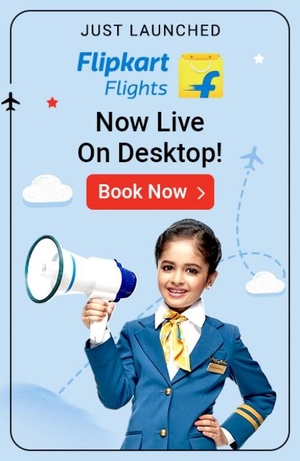 JUST LAUNCHED
Flipkart
Flights
Now Live
On Desktop!
Book Now